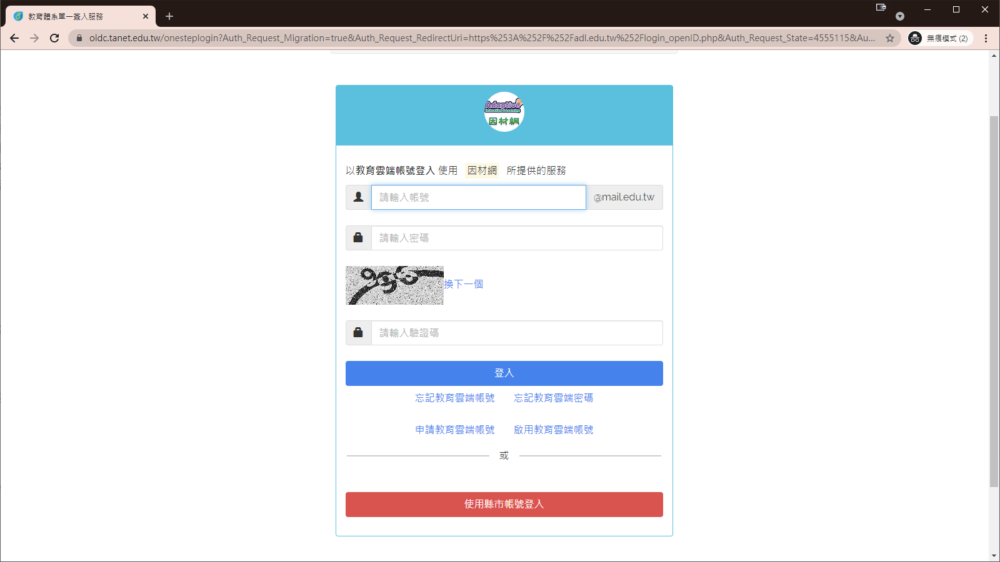 教育體系單一簽入服務
oidc.tanet.edu.tw/onesteplogin?Auth_Request_Migration=true&Auth_Request_RedirectUri=https%253A%252F%252Fadl.edu.tw%252Flogin_openID.php&Auth_Request_State=4555115&Au...
無痕模式 (2)
Adaptive
Instruction & Learning
因材網
以教育雲端帳號登入 使用 因材網 所提供的服務
請輸入帳號 @mail.edu.tw
請輸入密碼
換下一個
請輸入驗證碼
登入
忘記教育雲端帳號 忘記教育雲端密碼
申請教育雲端帳號 啟用教育雲端帳號
或
使用縣市帳號登入